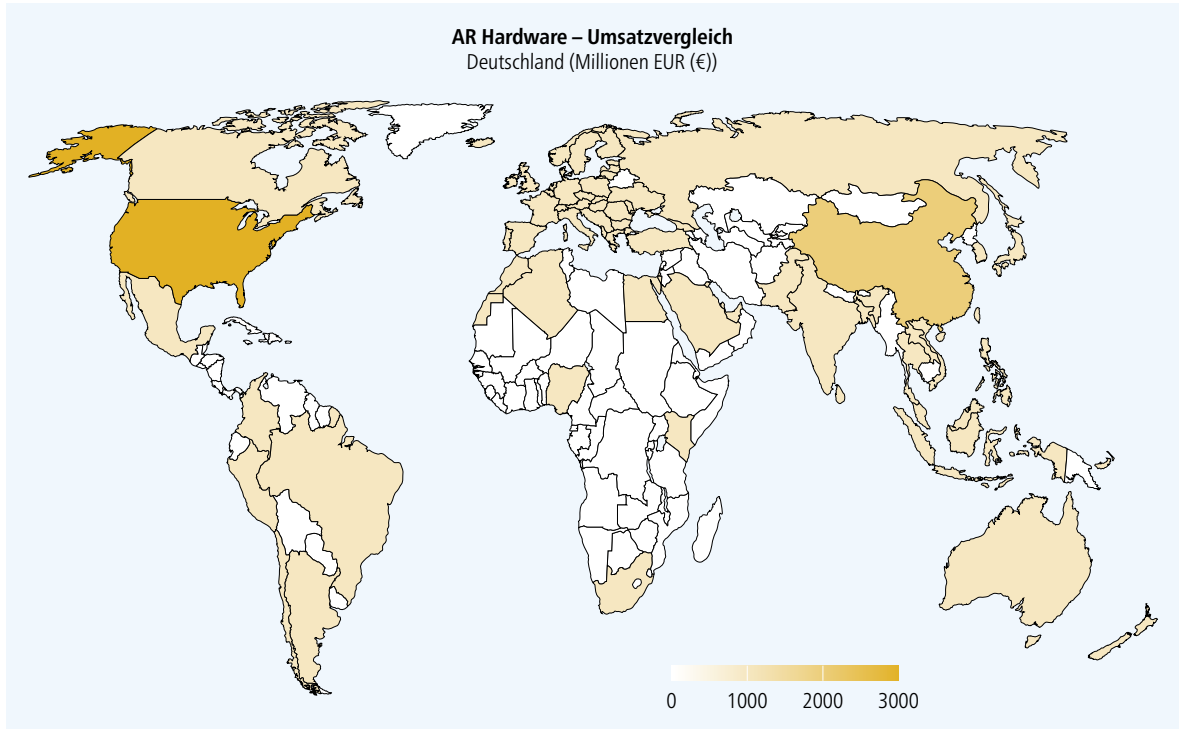 AR Hardware – Umsatzvergleich
Deutschland (Millionen EUR (€))
0 1000 2000 3000